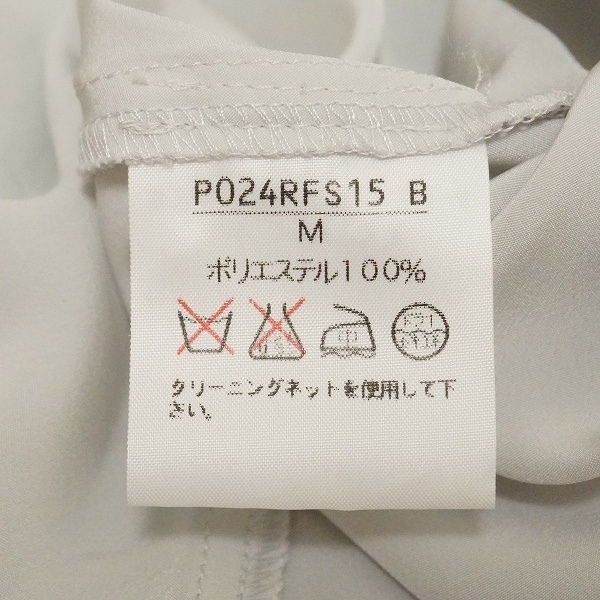 P024RFS15 B
M
ポリエステル100%
中
クリーニングネットを使用して下
さい。